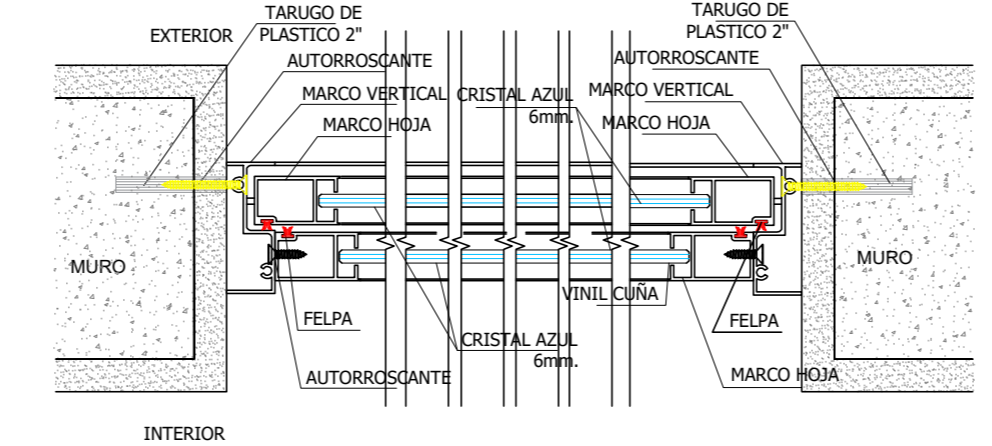 TARUGO DE
PLASTICO 2"
EXTERIOR
AUTORROSCANTE
MARCO VERTICAL
MARCO HOJA
CRISTAL AZUL
6mm.
TARUGO DE
PLASTICO 2"
AUTORROSCANTE
MARCO VERTICAL
MARCO HOJA
MURO
MURO
VINIL CUÑA
FELPA
FELPA
CRISTAL AZUL
6mm.
AUTORROSCANTE
MARCO HOJA
INTERIOR